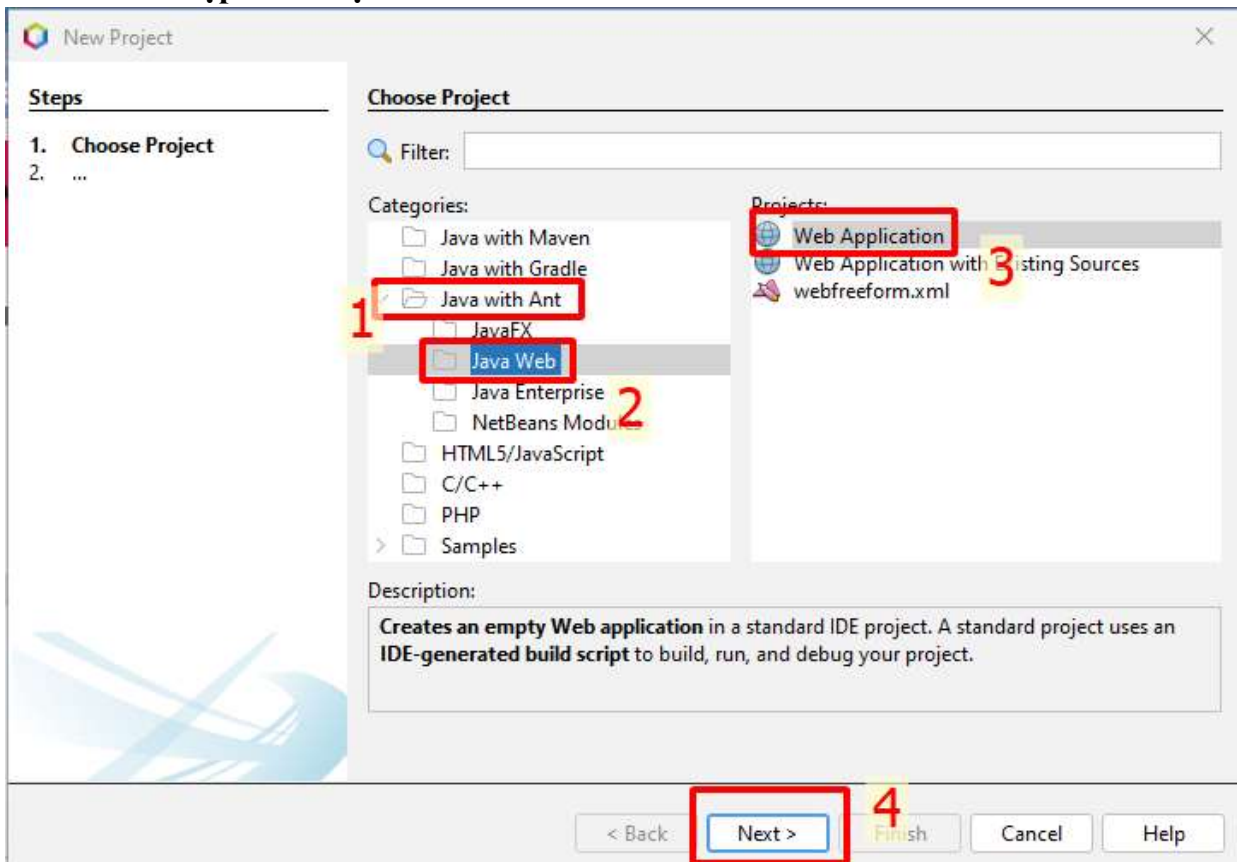 New Project
Steps
1. Choose Project
2. ...
Choose Project
Filter:
Categories:
Java with Maven
Java with Gradle
Java with Ant
1
JavaFX
Java Web
2
Java Enterprise
NetBeans Modules
HTML5/JavaScript
C/C++
PHP
Samples
Projects:
Web Application
3
Web Application with Existing Sources
webfreeform.xml
Description:
Creates an empty Web application in a standard IDE project. A standard project uses an
IDE-generated build script to build, run, and debug your project.
4
< Back Next > Finish Cancel Help